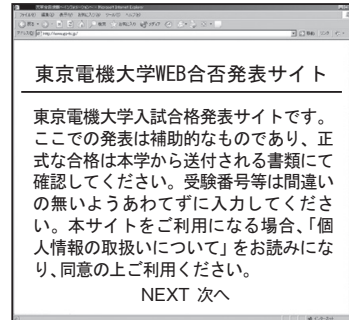 東京電機大学WEB合否発表サイト
東京電機大学入試合格発表サイトです。
ここでの発表は補助的なものであり、正
式な合格は本学から送付される書類にて
確認してください。受験番号等は間違い
の無いようあわてずに入力してくださ
い。本サイトをご利用になる場合、「個
人情報の取扱いについて」をお読みにな
り、同意の上ご利用ください。
NEXT 次へ